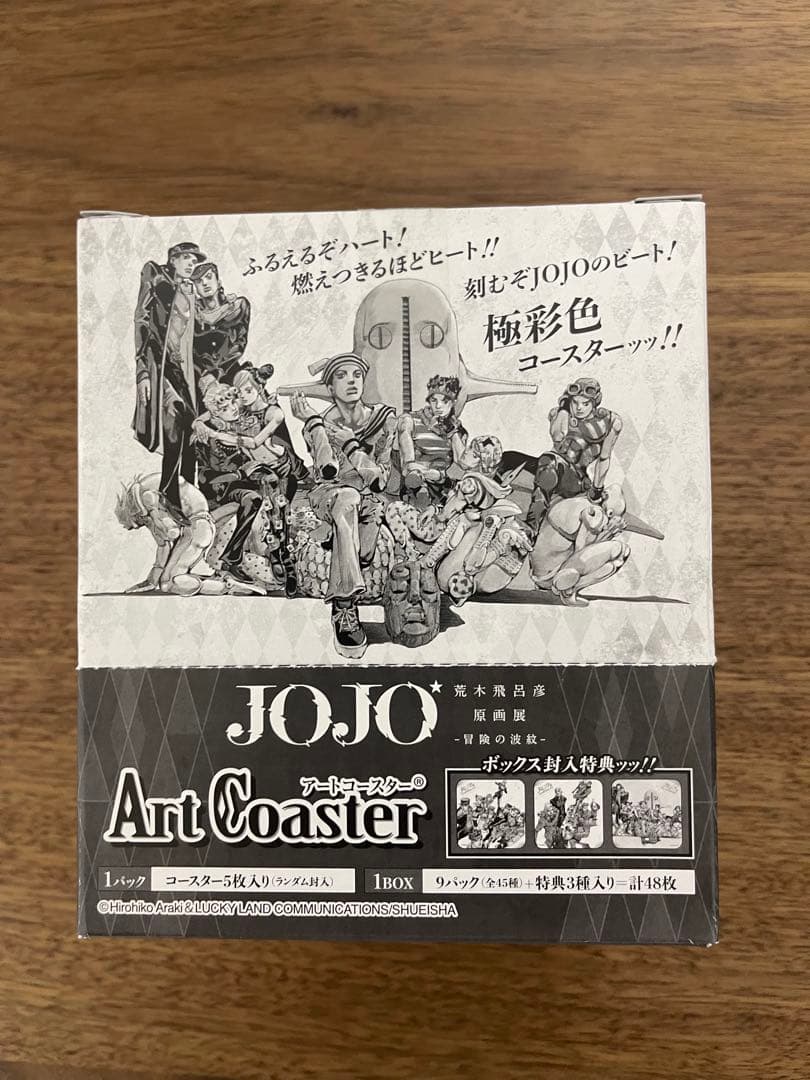 ふるえるぞハート!
燃えつきるほどヒート!!
刻むぞJOJOのビート!
極彩色
コースターッッ!!
JOJO
荒木飛呂彦
原画展
-冒険の波紋-
アートコースター®
Art Coaster
ボックス封入特典ッッ!!
1パック コースター5枚入り(ランダム封入)
1BOX 9パック(全45種)+特典3種入り=計48枚
©Hirohiko Araki & LUCKY LAND COMMUNICATIONS/SHUEISHA